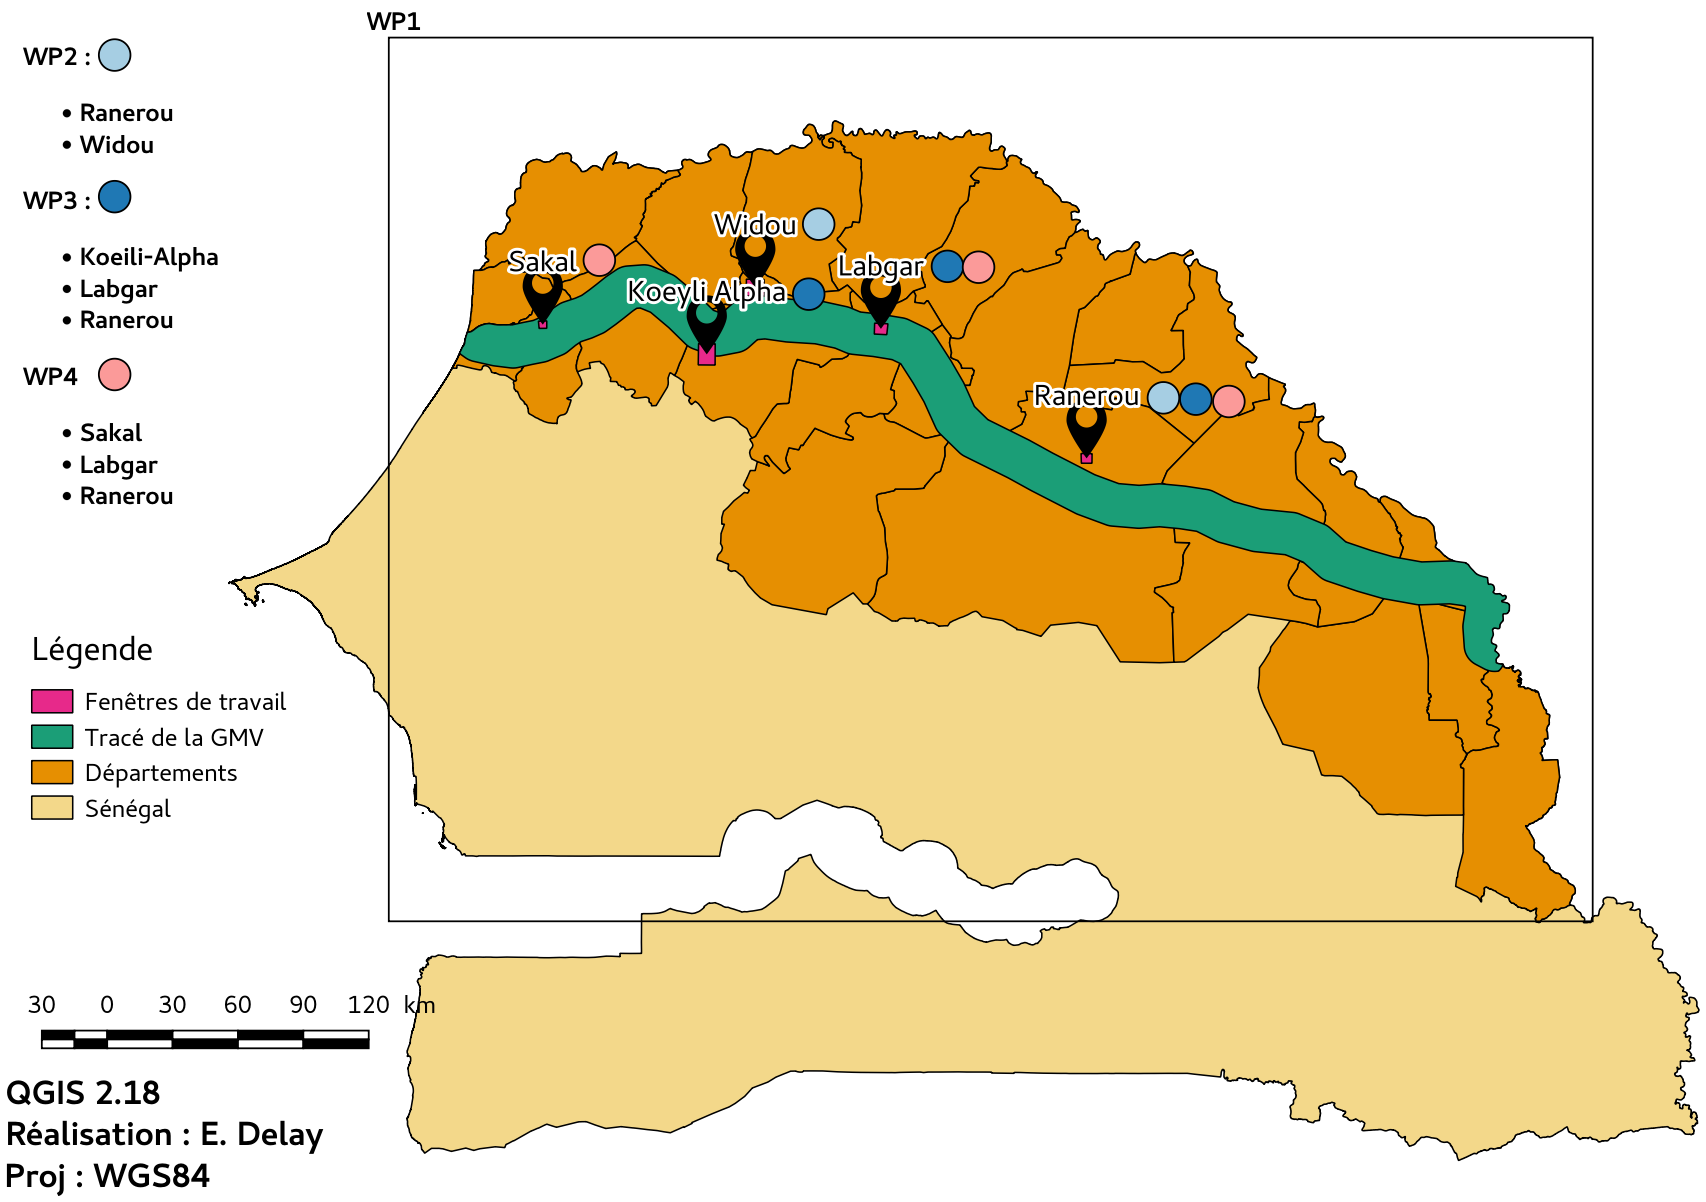 WP1
WP2 :
• Ranerou
• Widou
WP3 :
• Koeili-Alpha
• Labgar
• Ranerou
WP4
• Sakal
• Labgar
• Ranerou
Widou
Sakal
Labgar
Koeyli Alpha
Ranerou
Légende
Fenêtres de travail
Tracé de la GMV
Départements
Sénégal
30 0 30 60 90 120 km
QGIS 2.18
Réalisation : E. Delay
Proj : WGS84